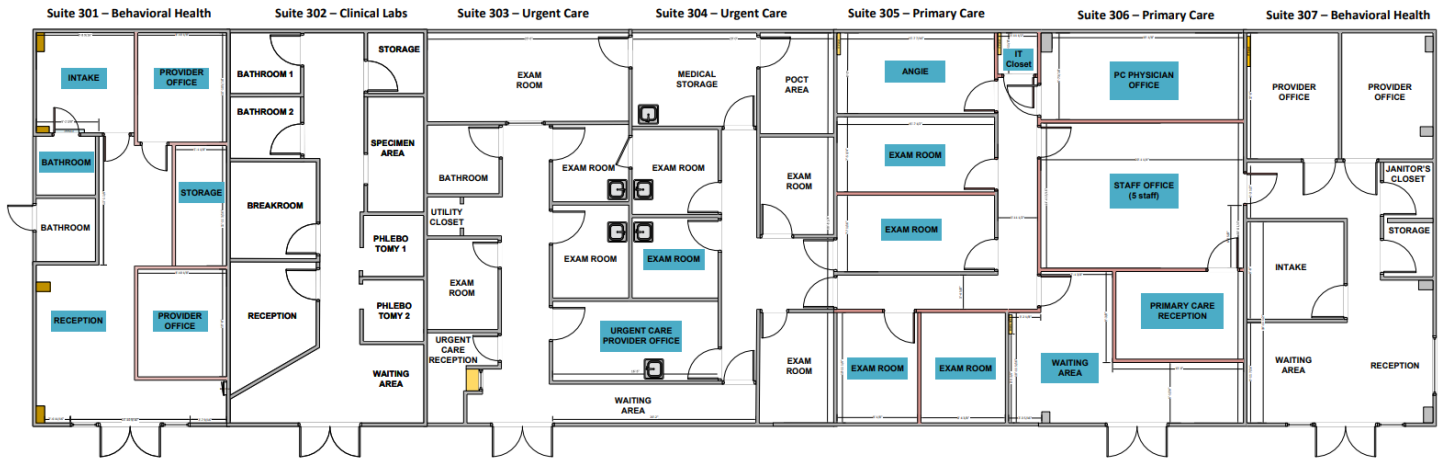 Suite 301 – Behavioral Health
Suite 302 – Clinical Labs
Suite 303 – Urgent Care
Suite 304 – Urgent Care
Suite 305 – Primary Care
Suite 306 – Primary Care
Suite 307 – Behavioral Health
INTAKE
PROVIDER
OFFICE
BATHROOM
STORAGE
BATHROOM
RECEPTION
PROVIDER
OFFICE
BATHROOM 1
STORAGE
BATHROOM 2
SPECIMEN
AREA
BREAKROOM
PHLEBO
TOMY 1
RECEPTION
PHLEBO
TOMY 2
WAITING
AREA
EXAM
ROOM
BATHROOM
EXAM ROOM
UTILITY
CLOSET
EXAM ROOM
EXAM
ROOM
URGENT CARE
PROVIDER OFFICE
URGENT
CARE
RECEPTION
WAITING
AREA
MEDICAL
STORAGE
POCT
AREA
EXAM ROOM
EXAM
ROOM
EXAM ROOM
EXAM
ROOM
ANGIE
IT
Closet
EXAM ROOM
EXAM ROOM
EXAM ROOM
EXAM ROOM
PC PHYSICIAN
OFFICE
STAFF OFFICE
(5 staff)
PRIMARY CARE
RECEPTION
WAITING
AREA
PROVIDER
OFFICE
PROVIDER
OFFICE
JANITOR'S
CLOSET
STORAGE
INTAKE
WAITING
AREA
RECEPTION